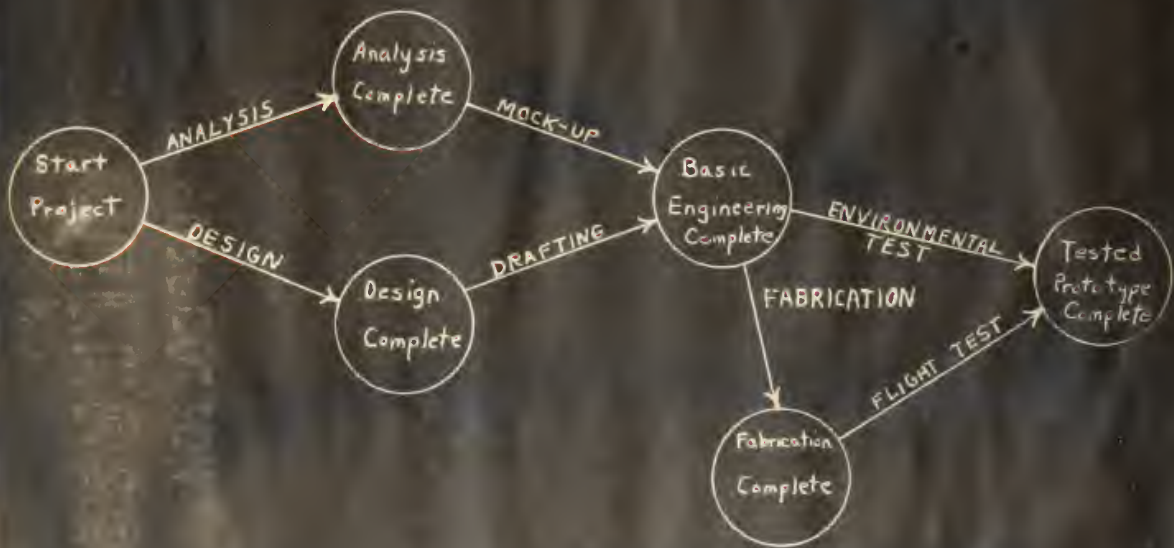 Start
Project
ANALYSIS
DESIGN
Analysis
Complete
Design
Complete
MOCK-UP
DRAFTING
Basic
Engineering
Complete
ENVIRONMENTAL
TEST
FABRICATION
Fabrication
Complete
FLIGHT TEST
Tested
Prototype
Complete